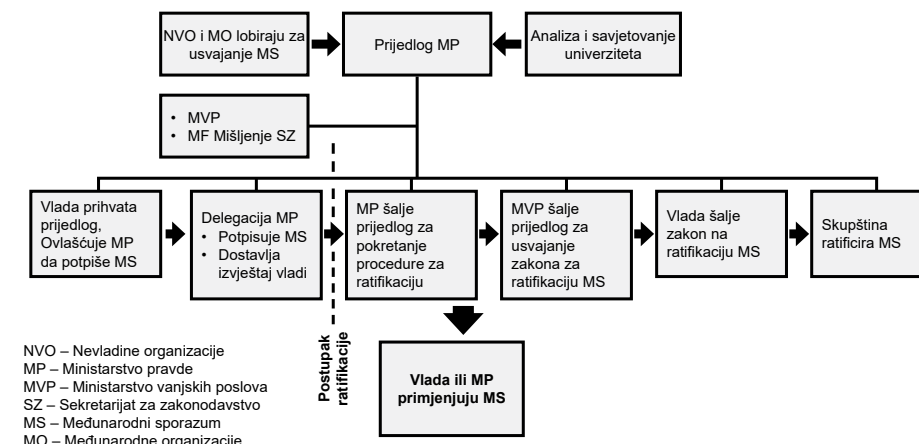 NVO i MO lobiraju za
usvajanje MS
Prijedlog MP
Analiza i savjetovanje
univerziteta
• MVP
• MF Mišljenje SZ
Vlada prihvata
prijedlog,
Ovlašćuje MP
da potpiše MS
Delegacija MP
• Potpisuje MS
• Dostavlja
izvještaj vladi
MP šalje
prijedlog za
pokretanje
procedure za
ratifikaciju
MVP šalje
prijedlog za
usvajanje
zakona za
ratifikaciju MS
Vlada šalje
zakon na
ratifikaciju MS
Skupština
ratificira MS
Postupak
ratifikacije
Vlada ili MP
primjenjuju MS
NVO – Nevladine organizacije
MP – Ministarstvo pravde
MVP – Ministarstvo vanjskih poslova
SZ – Sekretarijat za zakonodavstvo
MS – Međunarodni sporazum
MO – Međunarodne organizacije